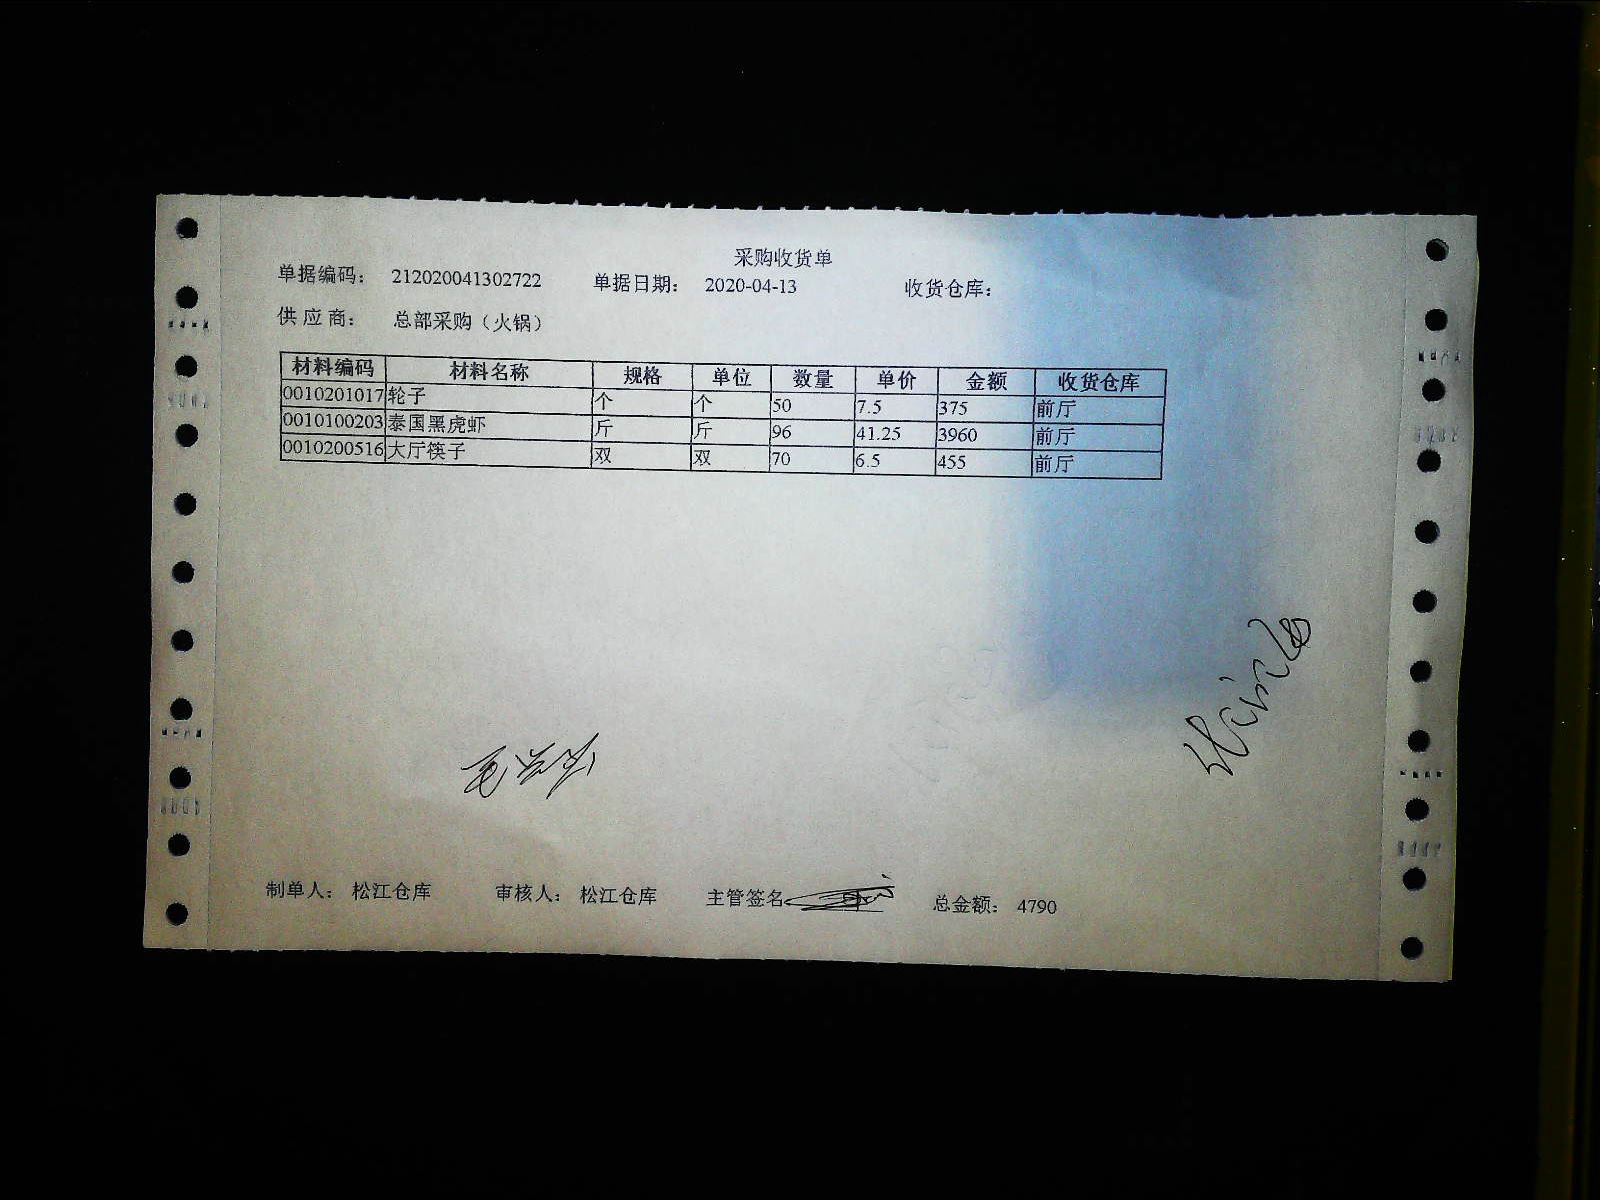 采购收货单
单据编码： 212020041302722 单据日期： 2020-04-13 收货仓库：
供 应 商： 总部采购（火锅）
材料编码 材料名称 规格 单位 数量 单价 金额 收货仓库
0010201017 轮子 个 个 50 7.5 375 前厅
0010100203 泰国黑虎虾 斤 斤 96 41.25 3960 前厅
0010200516 大厅筷子 双 双 70 6.5 455 前厅
制单人： 松江仓库 审核人： 松江仓库 主管签名 总金额： 4790